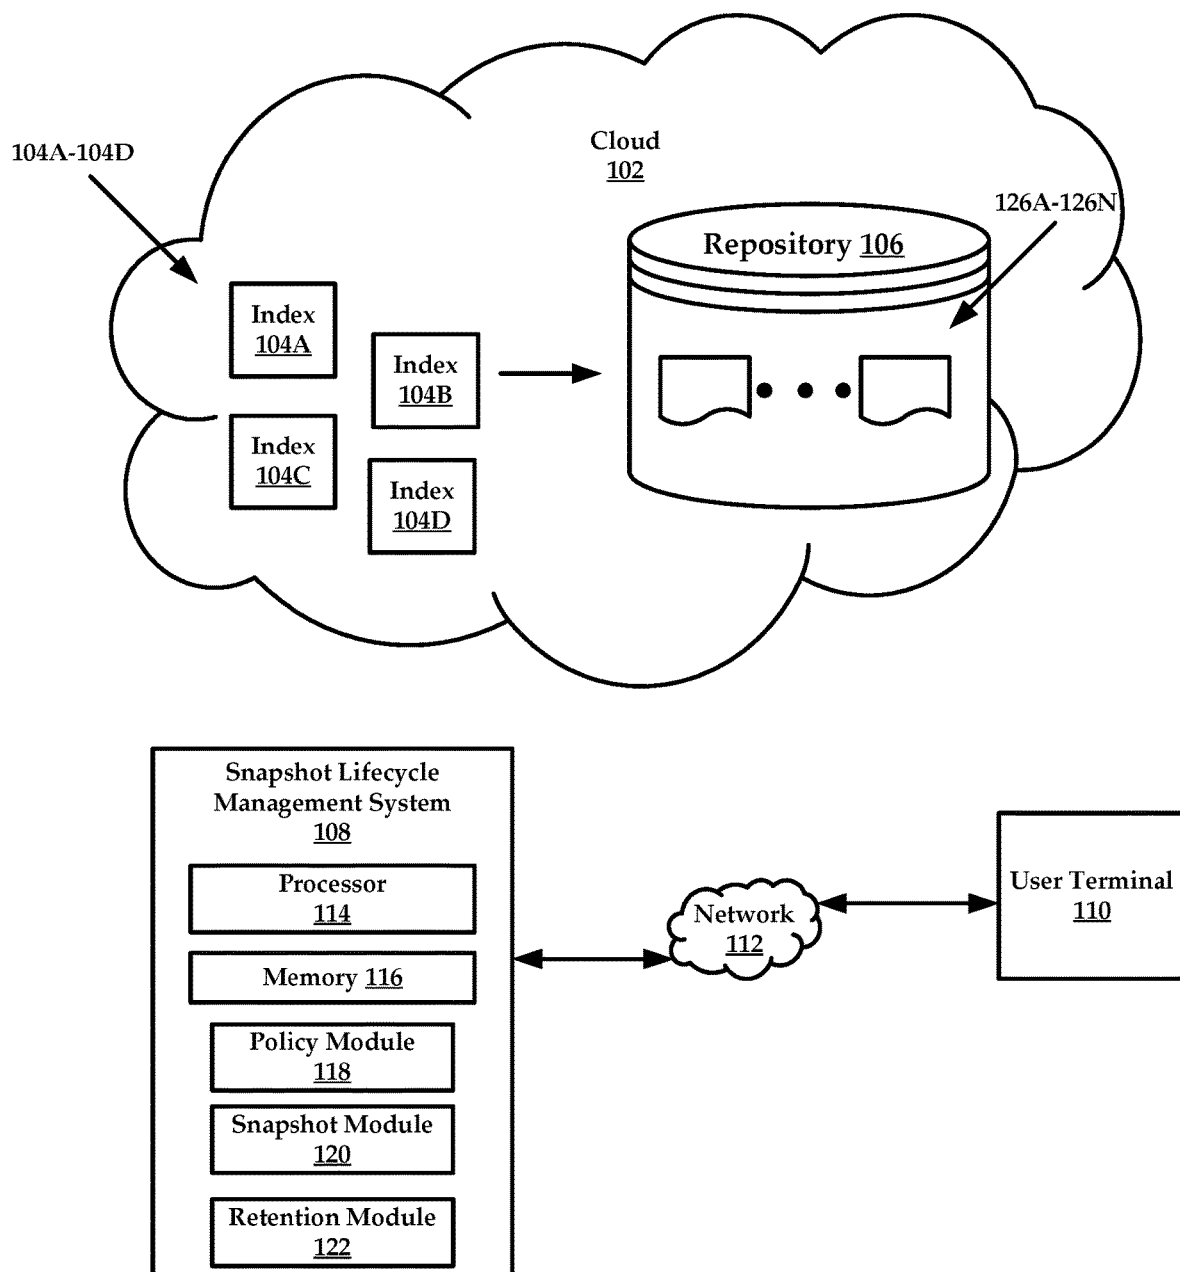 Cloud
102
104A-104D
126A-126N
Repository 106
Index
104A
Index
104B
Index
104C
Index
104D
Snapshot Lifecycle
Management System
108
Processor
114
Memory 116
Policy Module
118
Snapshot Module
120
Retention Module
122
Network
112
User Terminal
110